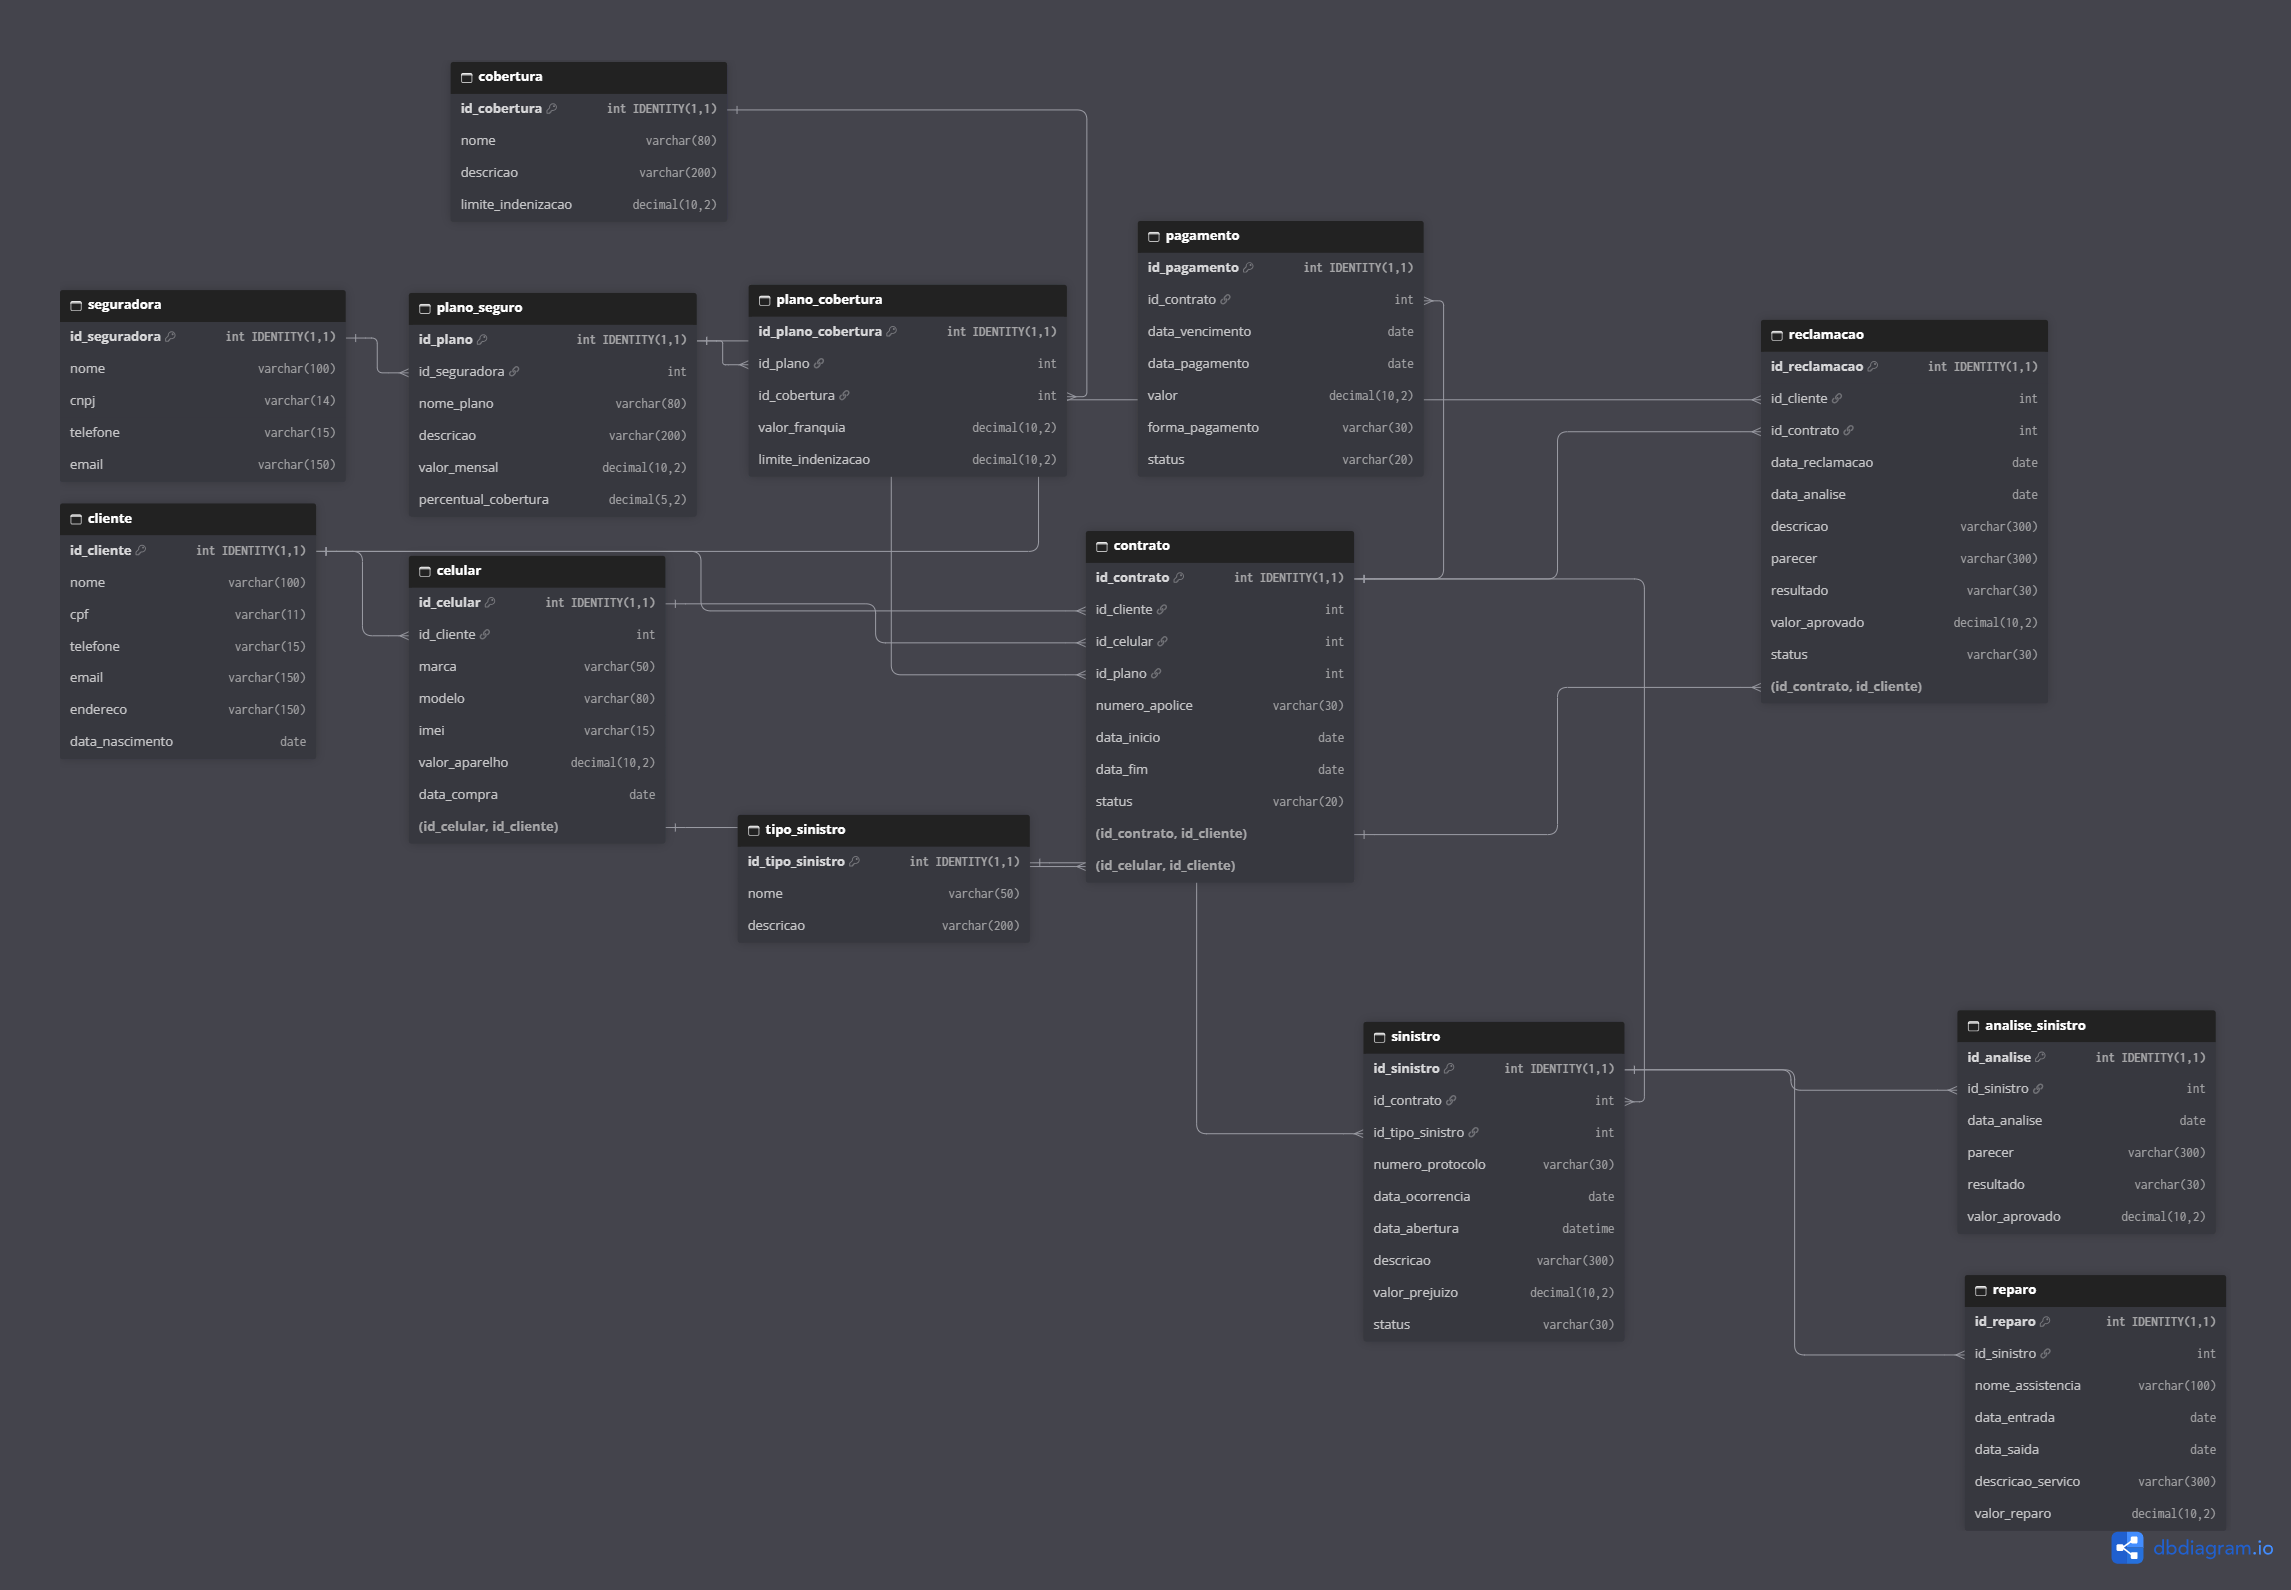 cobertura
id_cobertura int IDENTITY(1,1)
nome varchar(80)
descricao varchar(200)
limite_indenizacao decimal(10,2)
seguradora
id_seguradora int IDENTITY(1,1)
nome varchar(100)
cnpj varchar(14)
telefone varchar(15)
email varchar(150)
plano_seguro
id_plano int IDENTITY(1,1)
id_seguradora int
nome_plano varchar(80)
descricao varchar(200)
valor_mensal decimal(10,2)
percentual_cobertura decimal(5,2)
plano_cobertura
id_plano_cobertura int IDENTITY(1,1)
id_plano int
id_cobertura int
valor_franquia decimal(10,2)
limite_indenizacao decimal(10,2)
pagamento
id_pagamento int IDENTITY(1,1)
id_contrato int
data_vencimento date
data_pagamento date
valor decimal(10,2)
forma_pagamento varchar(30)
status varchar(20)
reclamacao
id_reclamacao int IDENTITY(1,1)
id_cliente int
id_contrato int
data_reclamacao date
data_analise date
descricao varchar(300)
parecer varchar(300)
resultado varchar(30)
valor_aprovado decimal(10,2)
status varchar(30)
(id_contrato, id_cliente)
cliente
id_cliente int IDENTITY(1,1)
nome varchar(100)
cpf varchar(11)
telefone varchar(15)
email varchar(150)
endereco varchar(150)
data_nascimento date
celular
id_celular int IDENTITY(1,1)
id_cliente int
marca varchar(50)
modelo varchar(80)
imei varchar(15)
valor_aparelho decimal(10,2)
data_compra date
(id_celular, id_cliente)
contrato
id_contrato int IDENTITY(1,1)
id_cliente int
id_celular int
id_plano int
numero_apolice varchar(30)
data_inicio date
data_fim date
status varchar(20)
(id_contrato, id_cliente)
(id_celular, id_cliente)
tipo_sinistro
id_tipo_sinistro int IDENTITY(1,1)
nome varchar(50)
descricao varchar(200)
sinistro
id_sinistro int IDENTITY(1,1)
id_contrato int
id_tipo_sinistro int
numero_protocolo varchar(30)
data_ocorrencia date
data_abertura datetime
descricao varchar(300)
valor_prejuizo decimal(10,2)
status varchar(30)
analise_sinistro
id_analise int IDENTITY(1,1)
id_sinistro int
data_analise date
parecer varchar(300)
resultado varchar(30)
valor_aprovado decimal(10,2)
reparo
id_reparo int IDENTITY(1,1)
id_sinistro int
nome_assistencia varchar(100)
data_entrada date
data_saida date
descricao_servico varchar(300)
valor_reparo decimal(10,2)
dbdiagram.io